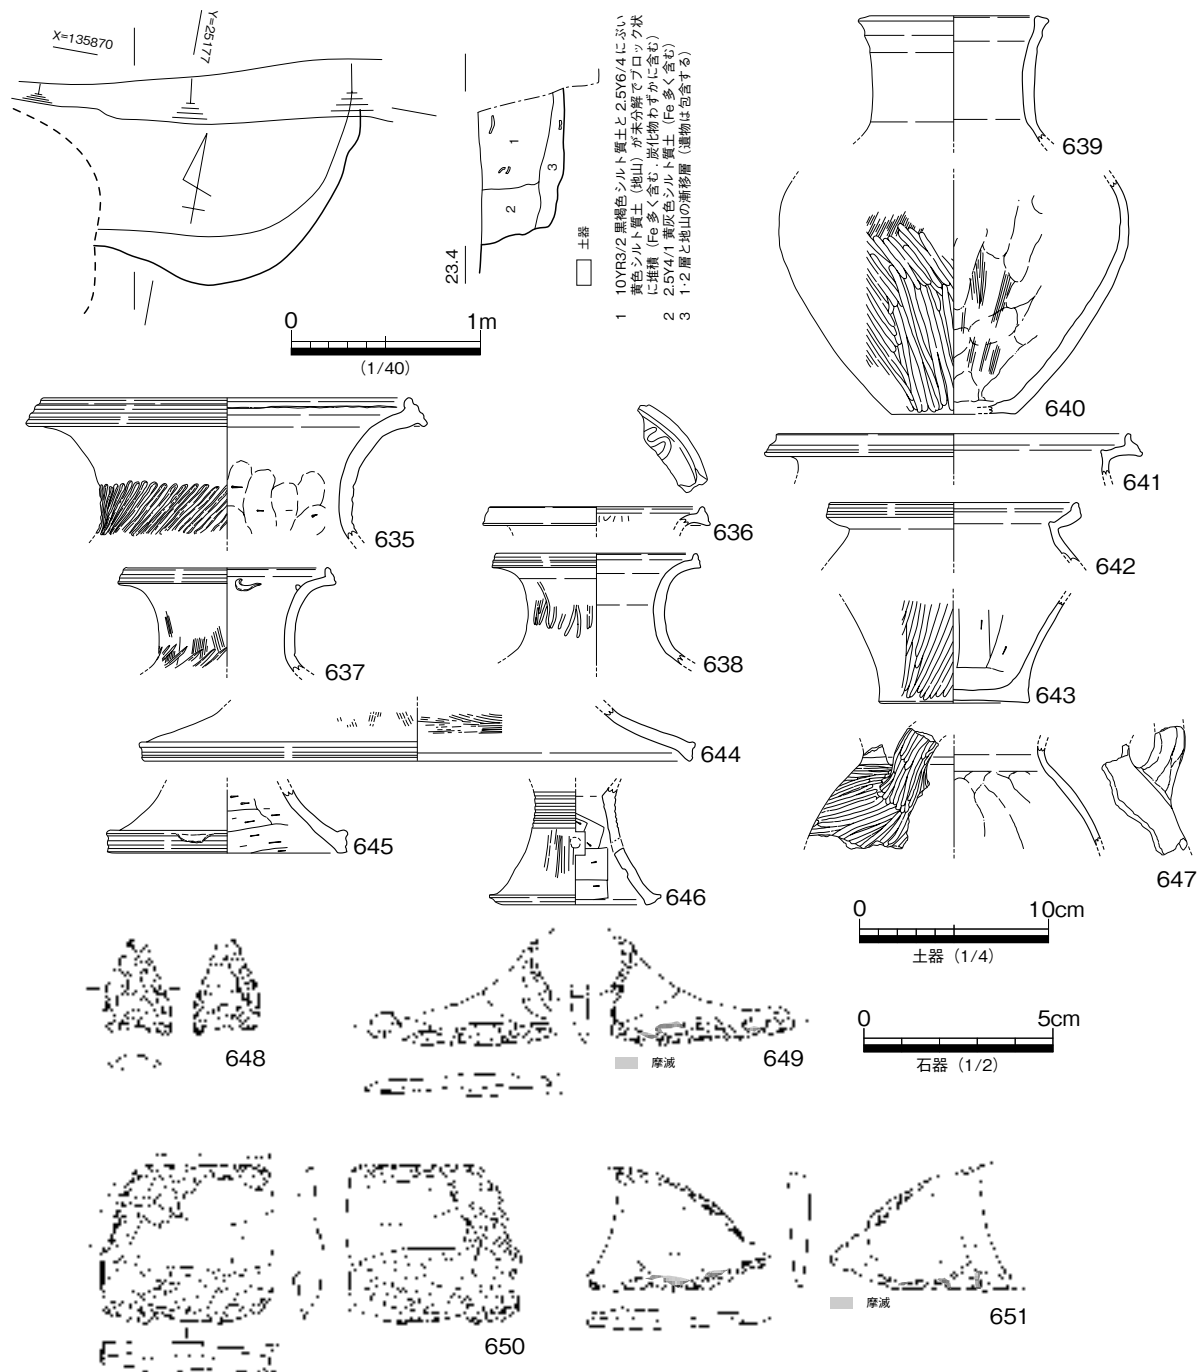 X=135870
Y=25177
1
2
3
23.4
土器
1 10YR3/2 黒褐色シルト質土と 2.5Y6/4 にぶい
黄色シルト質土（地山）が未分解でブロック状
に堆積（Fe 多く含む．炭化物わずかに含む）
2 2.5Y4/1 黄灰色シルト質土（Fe 多く含む）
3 1·2 層と地山の漸移層（遺物は包含する）
0 1m
（1/40）
639
640
635
636
641
642
637
638
643
644
645
646
647
0 10cm
土器（1/4）
648
649
摩滅
0 5cm
石器（1/2）
650
651
摩滅